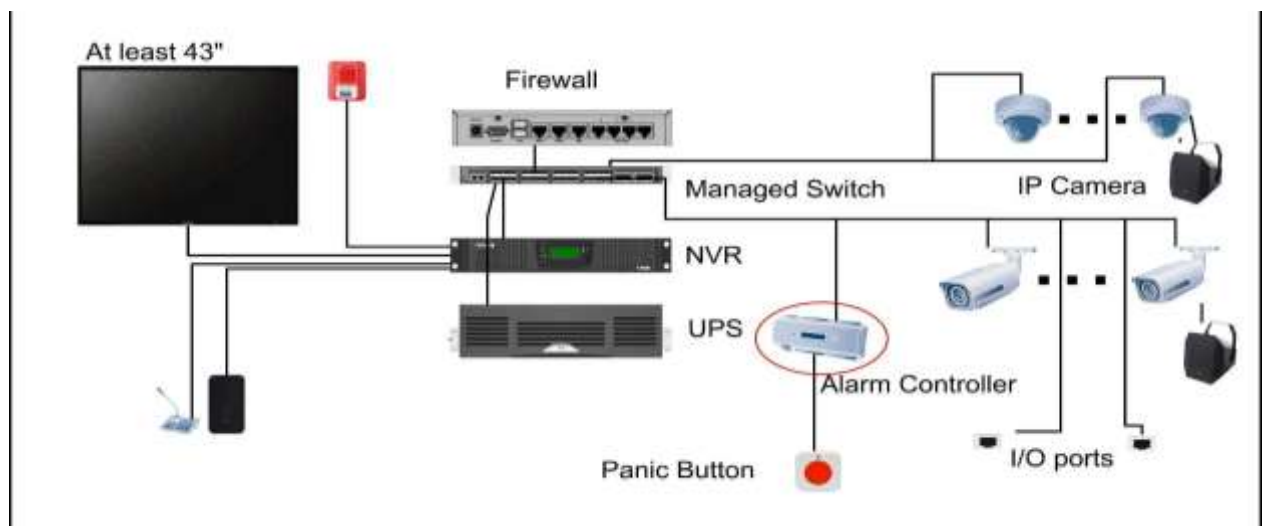 At least 43"
Firewall
Managed Switch
IP Camera
NVR
UPS
Alarm Controller
I/O ports
Panic Button